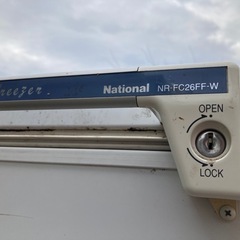 reezer.
National NR-FC26FF-W
OPEN
LOCK